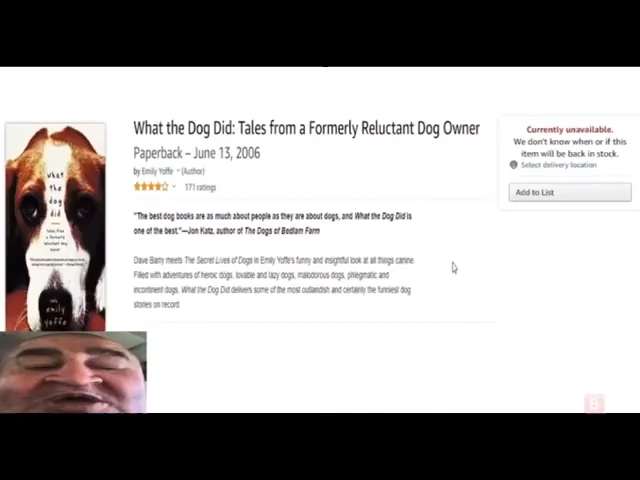 What the Dog Did: Tales from a Formerly Reluctant Dog Owner
Paperback – June 13, 2006
by Emily Yoffe (Author)
171 ratings
"The best dog books are as much about people as they are about dogs, and What the Dog Did is
one of the best."—Jon Katz, author of The Dogs of Bedlam Farm
Dave Barry meets The Secret Lives of Dogs in Emily Yoffe's funny and insightful look at all things canine.
Filled with adventures of heroic dogs, lovable and lazy dogs, malodorous dogs, phlegmatic and
incontinent dogs, What the Dog Did delivers some of the most outlandish and certainly the funniest dog
stories on record
Currently unavailable.
We don't know when or if this
item will be back in stock.
Select delivery location
Add to List
what
the
dog
did
tales from
a formerly
reluctant dog
owner
emily
yoffe